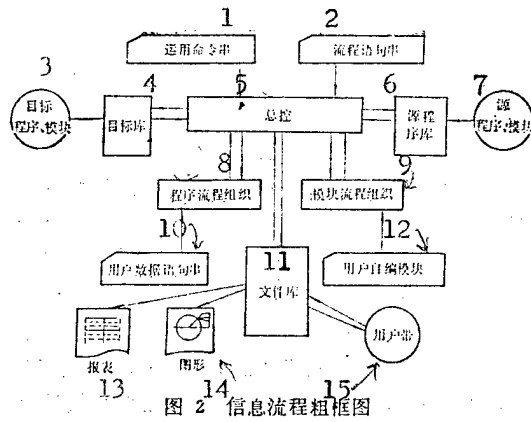 1
2
运用命令串
流程语句串
3
4
5
6
7
目标
程序、模块
目标库
总控
源程
序库
源
程序、模块
8
9
程序流程组织
模块流程组织
10
11
12
用户数据语句串
文件库
用户自编模块
用户带
报表
图形
13
14
15
图 2 信息流程粗框图